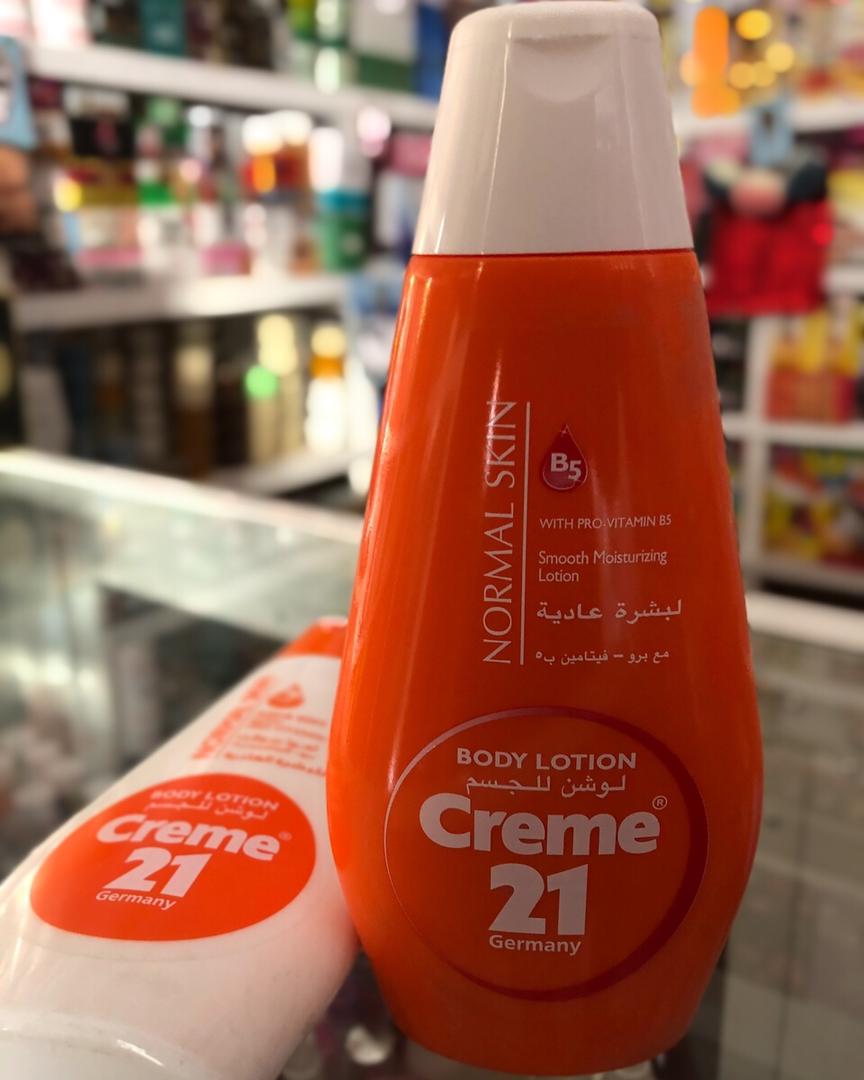 NORMAL SKIN
B5
WITH PRO-VITAMIN B5
Smooth Moisturizing
Lotion
لبشرة عادية
مع برو - فيتامين ب٥
BODY LOTION
لوشن للجسم
Creme®
21
Germany
BODY LOTION
لوشن للجسم
Creme®
21
Germany